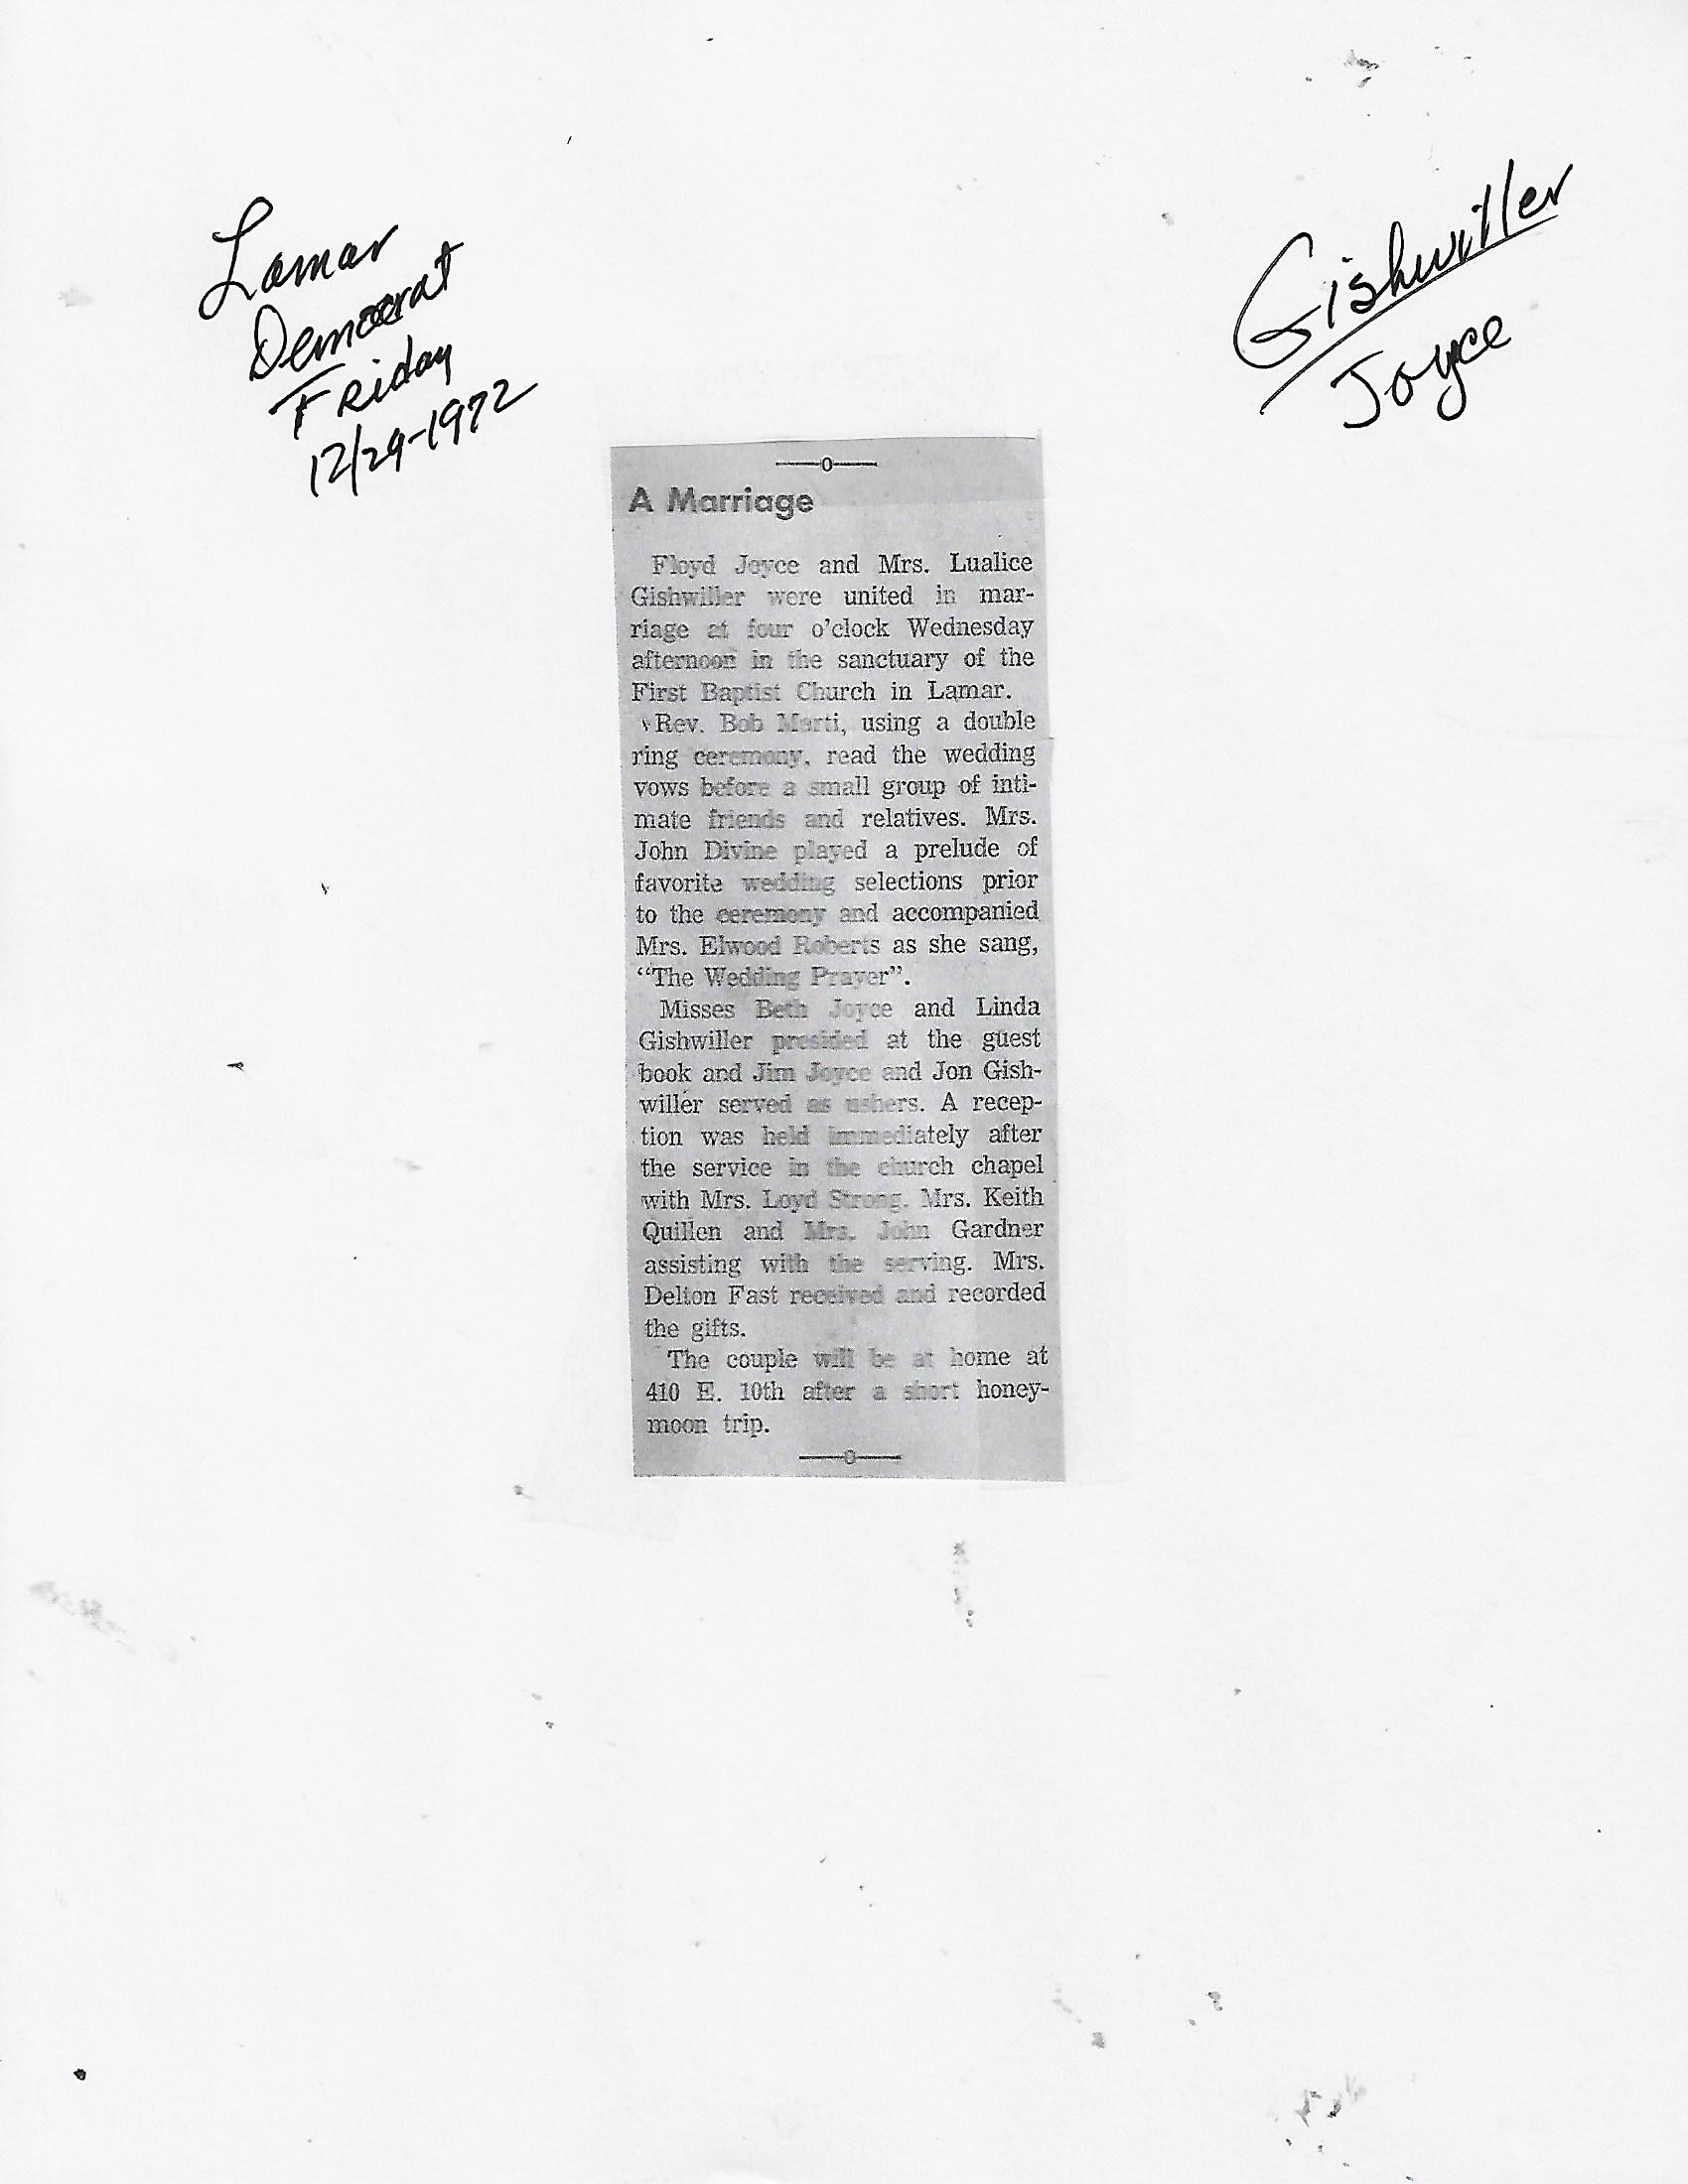 Lamar
Democrat
Friday
12/29-1972
Gishwiller
Joyce
—o—
A Marriage
Floyd Joyce and Mrs. Lualice
Gishwiller were united in mar-
riage at four o'clock Wednesday
afternoon in the sanctuary of the
First Baptist Church in Lamar.
Rev. Bob Marti, using a double
ring ceremony, read the wedding
vows before a small group of inti-
mate friends and relatives. Mrs.
John Divine played a prelude of
favorite wedding selections prior
to the ceremony and accompanied
Mrs. Elwood Roberts as she sang,
“The Wedding Prayer”.
Misses Beth Joyce and Linda
Gishwiller presided at the guest
book and Jim Joyce and Jon Gish-
willer served as ushers. A recep-
tion was held immediately after
the service in the church chapel
with Mrs. Loyd Strong, Mrs. Keith
Quillen and Mrs. John Gardner
assisting with the serving. Mrs.
Delton Fast received and recorded
the gifts.
The couple will be at home at
410 E. 10th after a short honey-
moon trip.
—o—